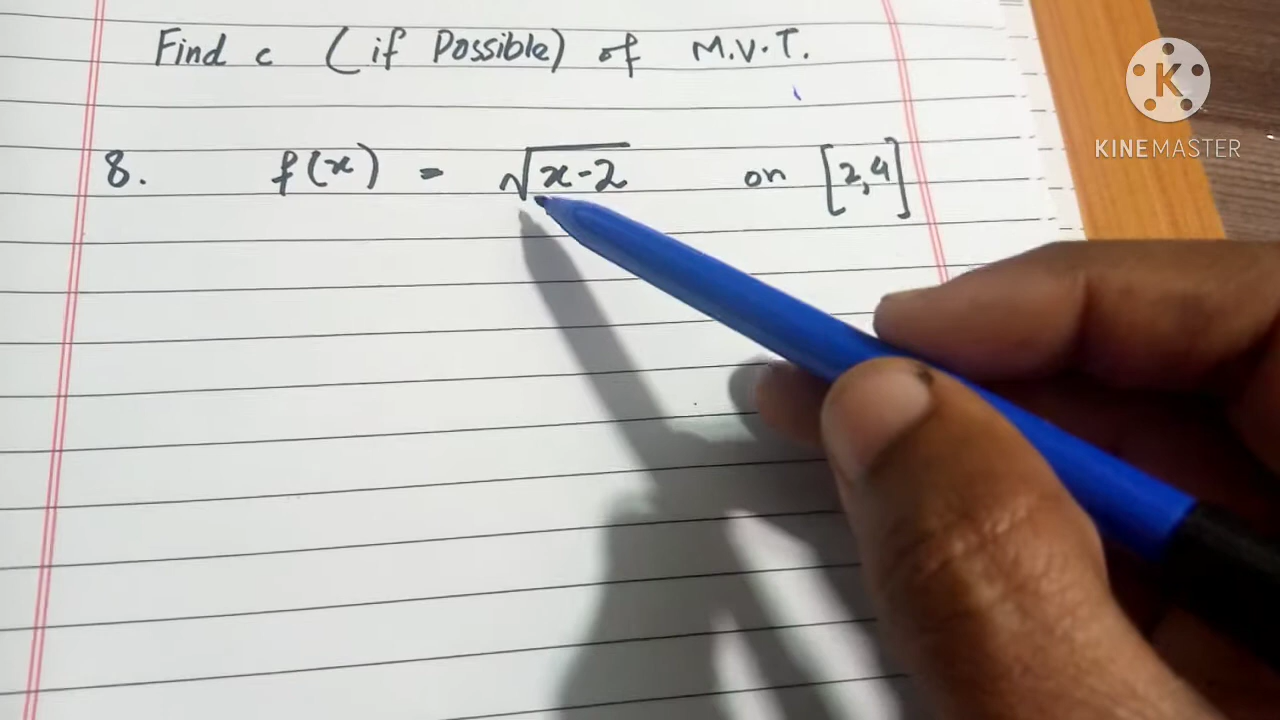 Find c (if Possible) of M.V.T.
8. f(x) = √x-2 on [2,4]
K
KINEMASTER